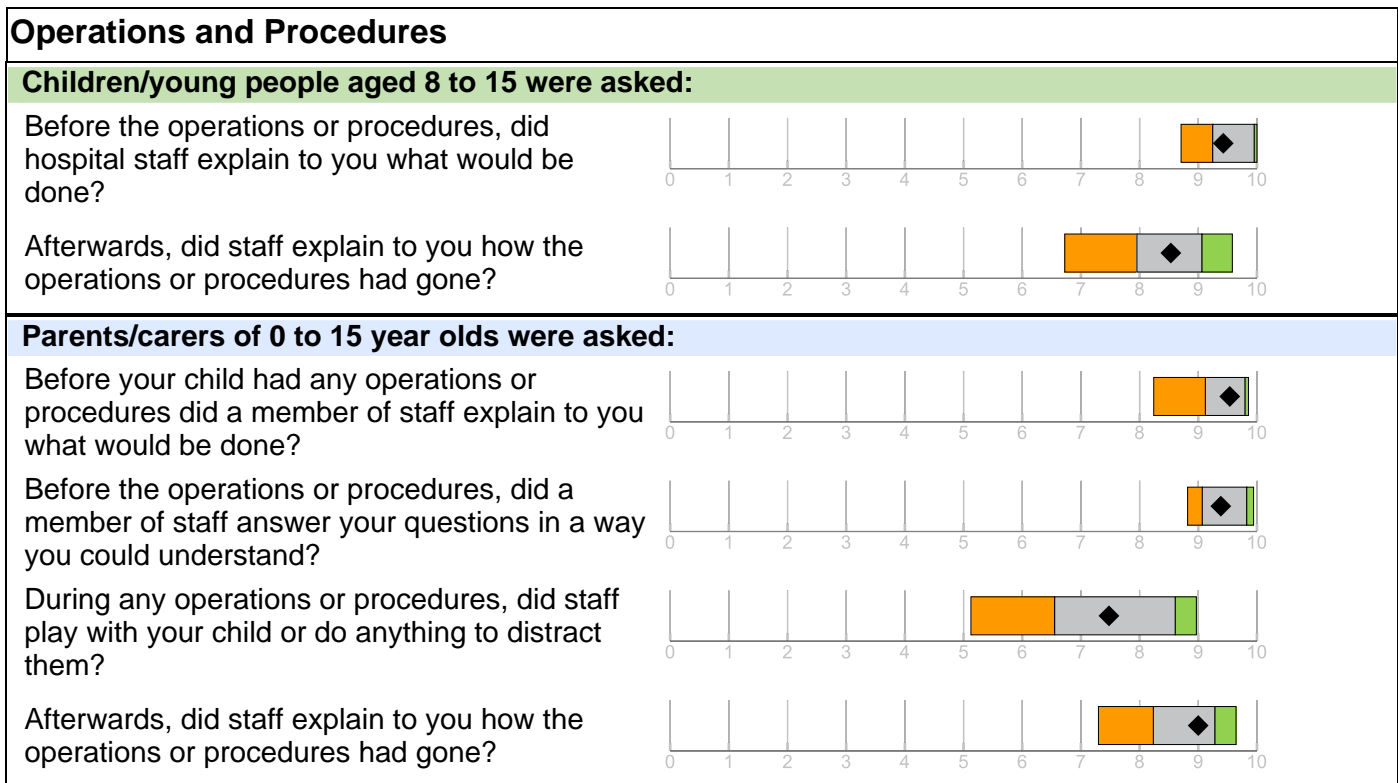 Operations and Procedures
Children/young people aged 8 to 15 were asked:
Before the operations or procedures, did
hospital staff explain to you what would be
done?
0 1 2 3 4 5 6 7 8 9 10
Afterwards, did staff explain to you how the
operations or procedures had gone?
0 1 2 3 4 5 6 7 8 9 10
Parents/carers of 0 to 15 year olds were asked:
Before your child had any operations or
procedures did a member of staff explain to you
what would be done?
0 1 2 3 4 5 6 7 8 9 10
Before the operations or procedures, did a
member of staff answer your questions in a way
you could understand?
0 1 2 3 4 5 6 7 8 9 10
During any operations or procedures, did staff
play with your child or do anything to distract
them?
0 1 2 3 4 5 6 7 8 9 10
Afterwards, did staff explain to you how the
operations or procedures had gone?
0 1 2 3 4 5 6 7 8 9 10